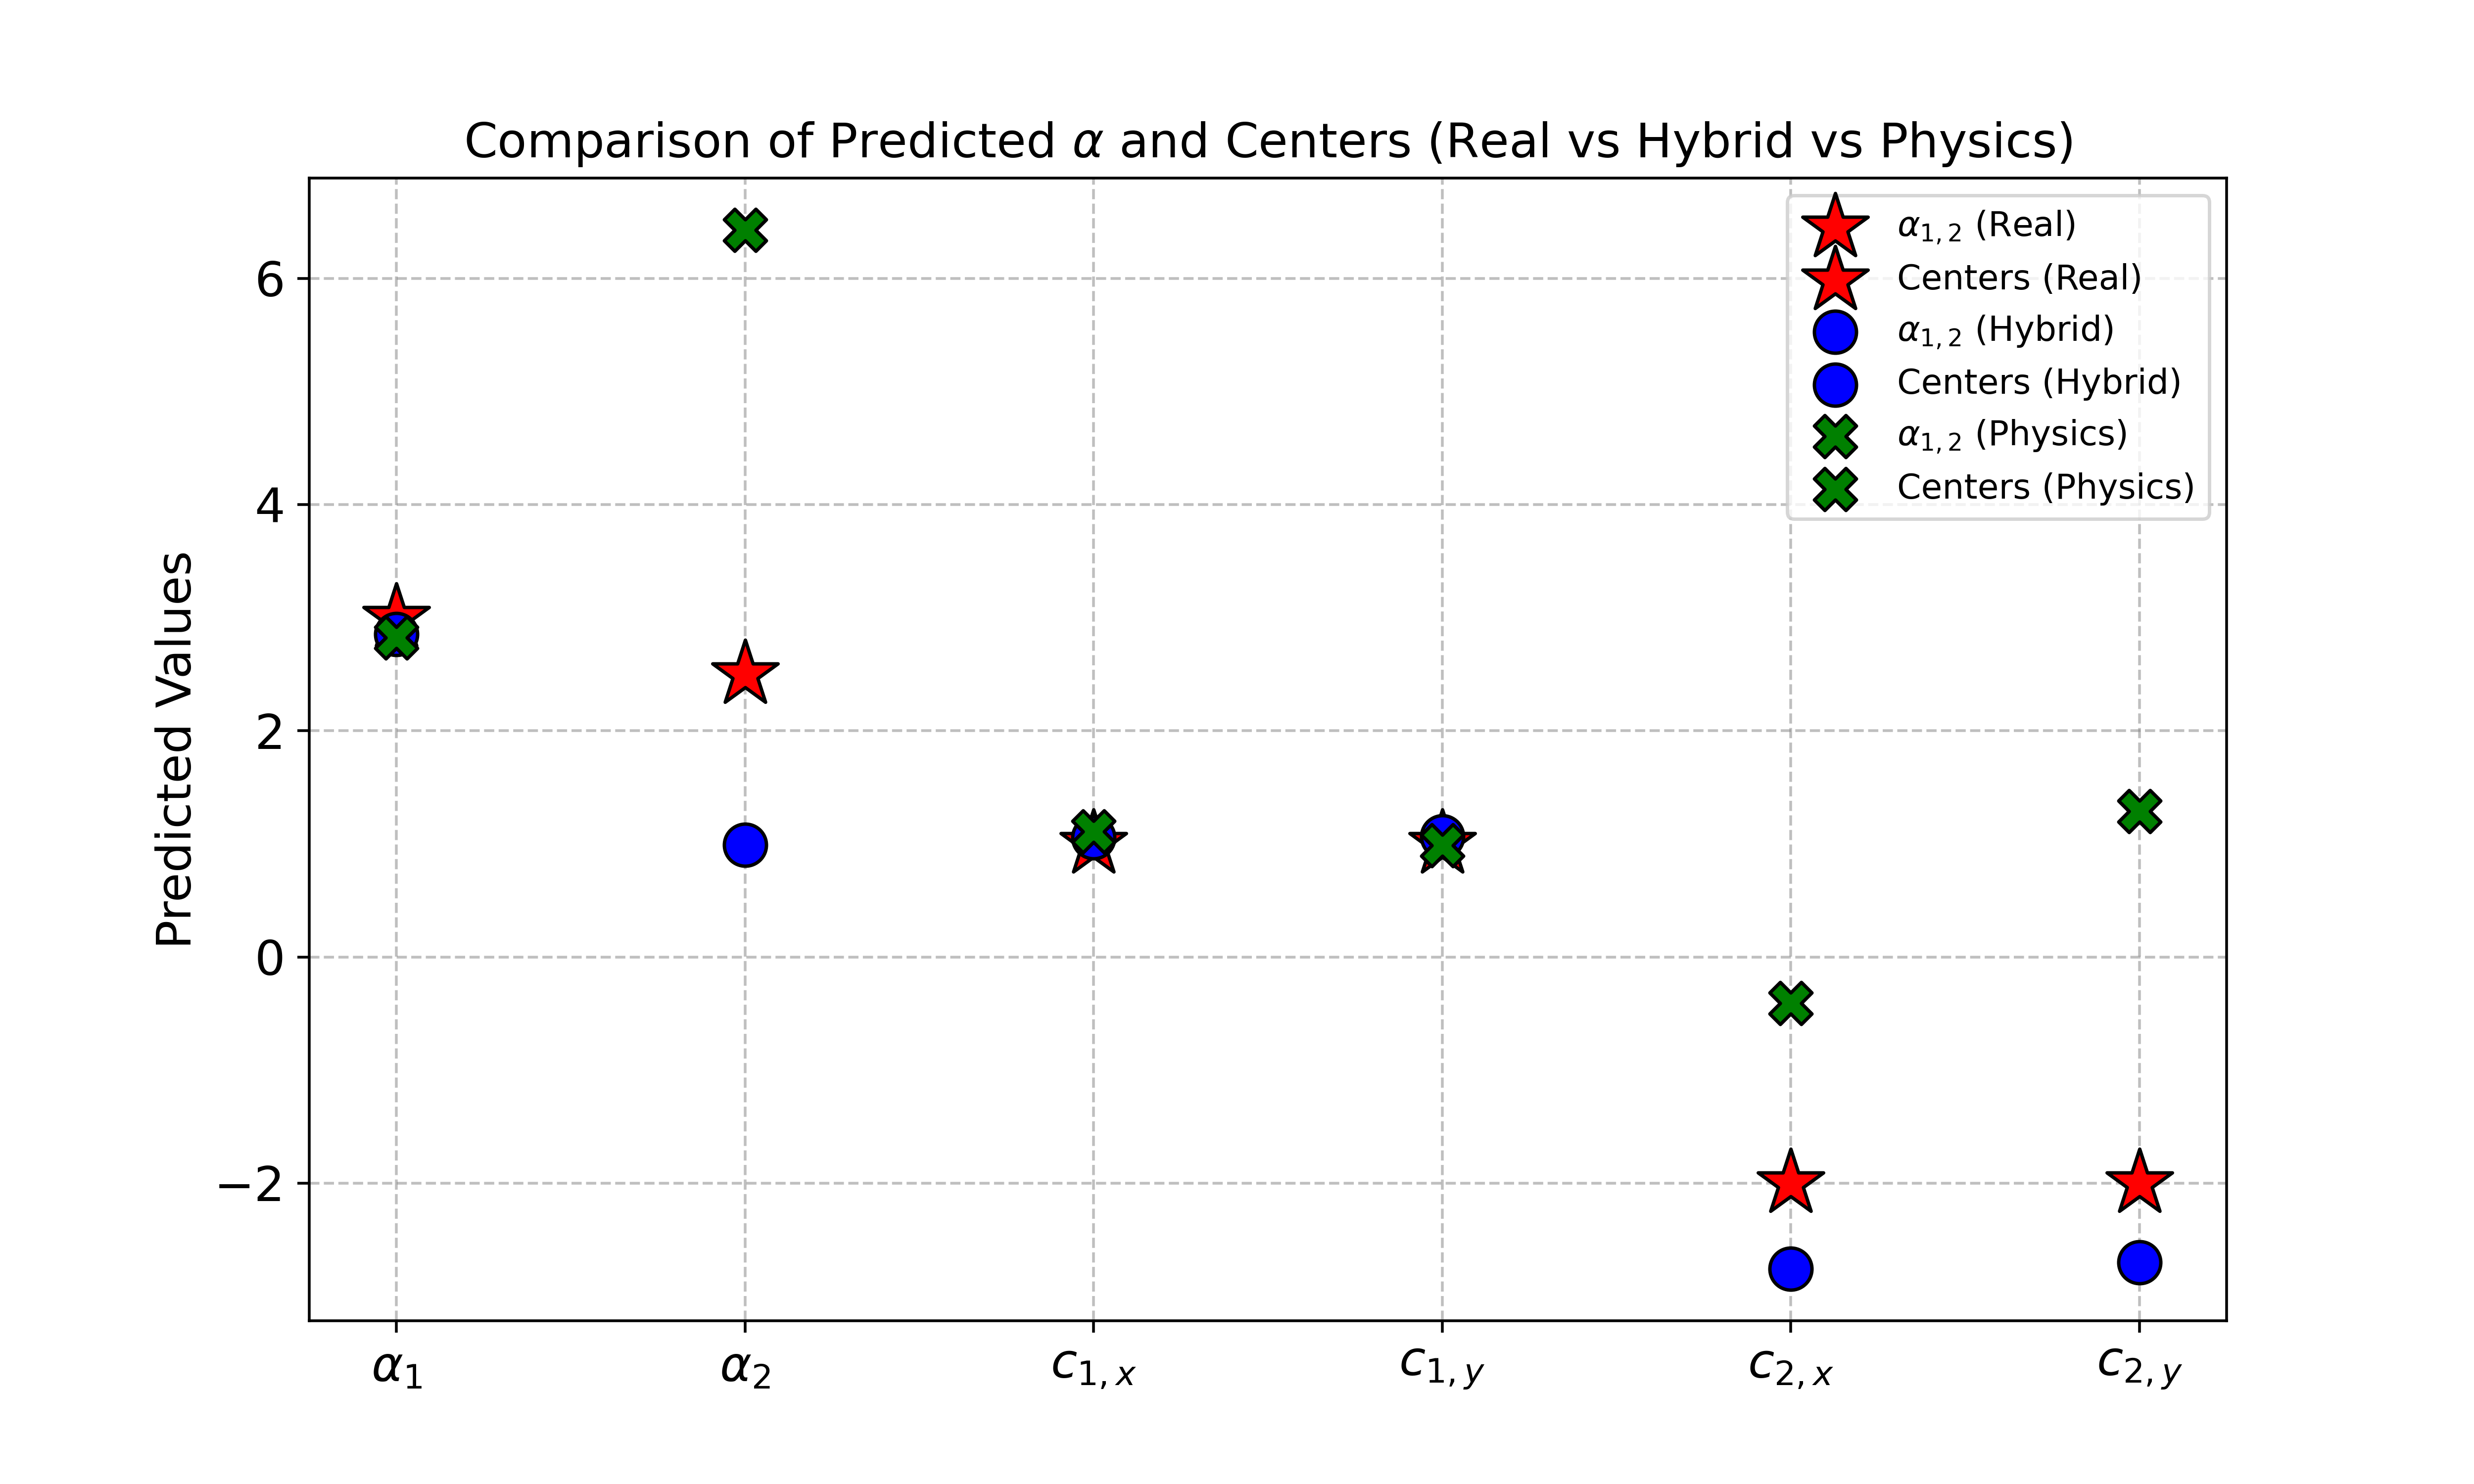 Comparison of Predicted α and Centers (Real vs Hybrid vs Physics)
Predicted Values
6
4
2
0
−2
α₁,₂ (Real)
Centers (Real)
α₁,₂ (Hybrid)
Centers (Hybrid)
α₁,₂ (Physics)
Centers (Physics)
α₁
α₂
c₁,ₓ
c₁,y
c₂,ₓ
c₂,y